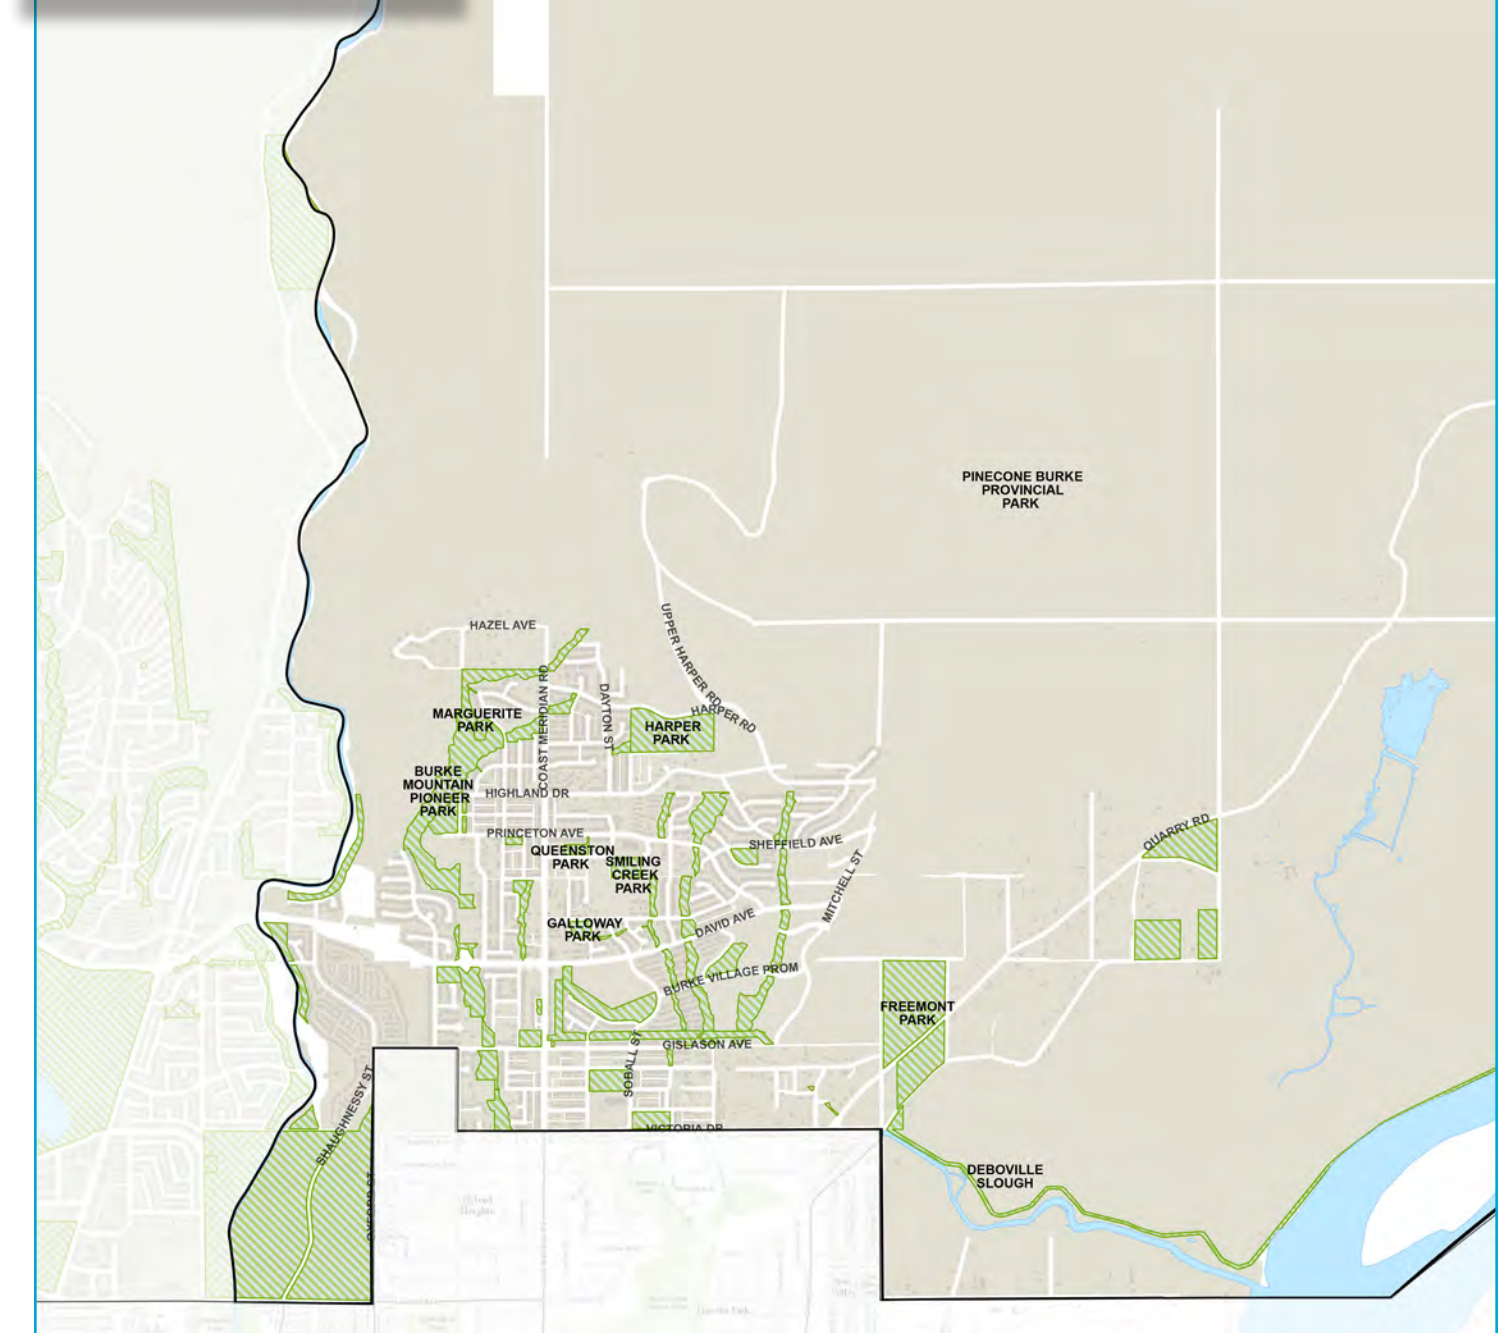 PINECONE BURKE
PROVINCIAL
PARK
HAZEL AVE
UPPER HARPER RD
COAST MERIDIAN RD
DAYTON ST
MARGUERITE
PARK
HARPER RD
HARPER
PARK
BURKE
MOUNTAIN
PIONEER
PARK
HIGHLAND DR
QUARRY RD
PRINCETON AVE
SHEFFIELD AVE
QUEENSTON
PARK
SMILING
CREEK
PARK
MITCHELL ST
GALLOWAY
PARK
DAVID AVE
BURKE VILLAGE PROM
FREEMONT
PARK
GISLASON AVE
SOBALL ST
SHAUGHNESSY ST
VICTORIA DR
DEBOVILLE
SLOUGH
OXFORD ST